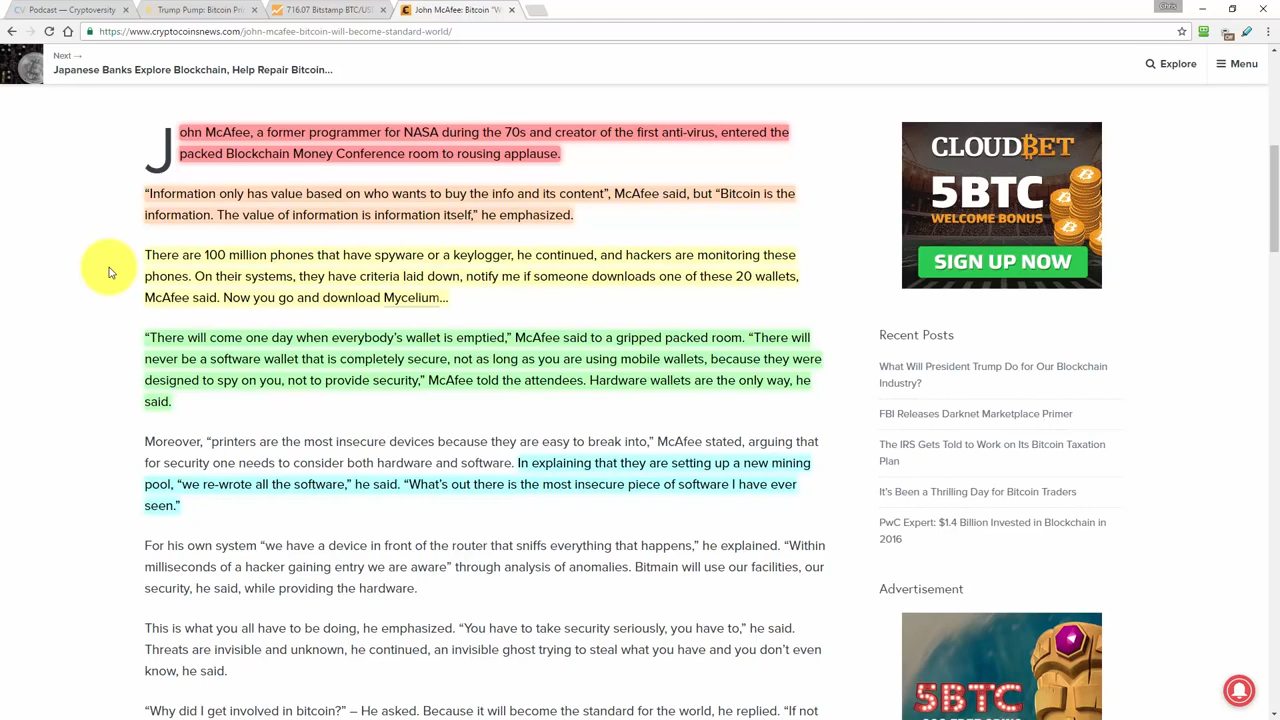 CV: Podcast — Cryptoversity
Trump Pump: Bitcoin Pric
716.07 Bitstamp BTC/USD
John McAfee: Bitcoin "W
Chris
https://www.cryptocoinsnews.com/john-mcafee-bitcoin-will-become-standard-world/
Off
Next →
Japanese Banks Explore Blockchain, Help Repair Bitcoin...
Explore
Menu
John McAfee, a former programmer for NASA during the 70s and creator of the first anti-virus, entered the
packed Blockchain Money Conference room to rousing applause.
“Information only has value based on who wants to buy the info and its content”, McAfee said, but “Bitcoin is the
information. The value of information is information itself,” he emphasized.
There are 100 million phones that have spyware or a keylogger, he continued, and hackers are monitoring these
phones. On their systems, they have criteria laid down, notify me if someone downloads one of these 20 wallets,
McAfee said. Now you go and download Mycelium…
“There will come one day when everybody’s wallet is emptied,” McAfee said to a gripped packed room. “There will
never be a software wallet that is completely secure, not as long as you are using mobile wallets, because they were
designed to spy on you, not to provide security,” McAfee told the attendees. Hardware wallets are the only way, he
said.
Moreover, “printers are the most insecure devices because they are easy to break into,” McAfee stated, arguing that
for security one needs to consider both hardware and software. In explaining that they are setting up a new mining
pool, “we re-wrote all the software,” he said. “What’s out there is the most insecure piece of software I have ever
seen.”
For his own system “we have a device in front of the router that sniffs everything that happens,” he explained. “Within
milliseconds of a hacker gaining entry we are aware” through analysis of anomalies. Bitmain will use our facilities, our
security, he said, while providing the hardware.
This is what you all have to be doing, he emphasized. “You have to take security seriously, you have to,” he said.
Threats are invisible and unknown, he continued, an invisible ghost trying to steal what you have and you don’t even
know, he said.
“Why did I get involved in bitcoin?” – He asked. Because it will become the standard for the world, he replied. “If not
CLOUDBET
5BTC
WELCOME BONUS
SIGN UP NOW
Recent Posts
What Will President Trump Do for Our Blockchain
Industry?
FBI Releases Darknet Marketplace Primer
The IRS Gets Told to Work on Its Bitcoin Taxation
Plan
It’s Been a Thrilling Day for Bitcoin Traders
PwC Expert: $1.4 Billion Invested in Blockchain in
2016
Advertisement
5BTC